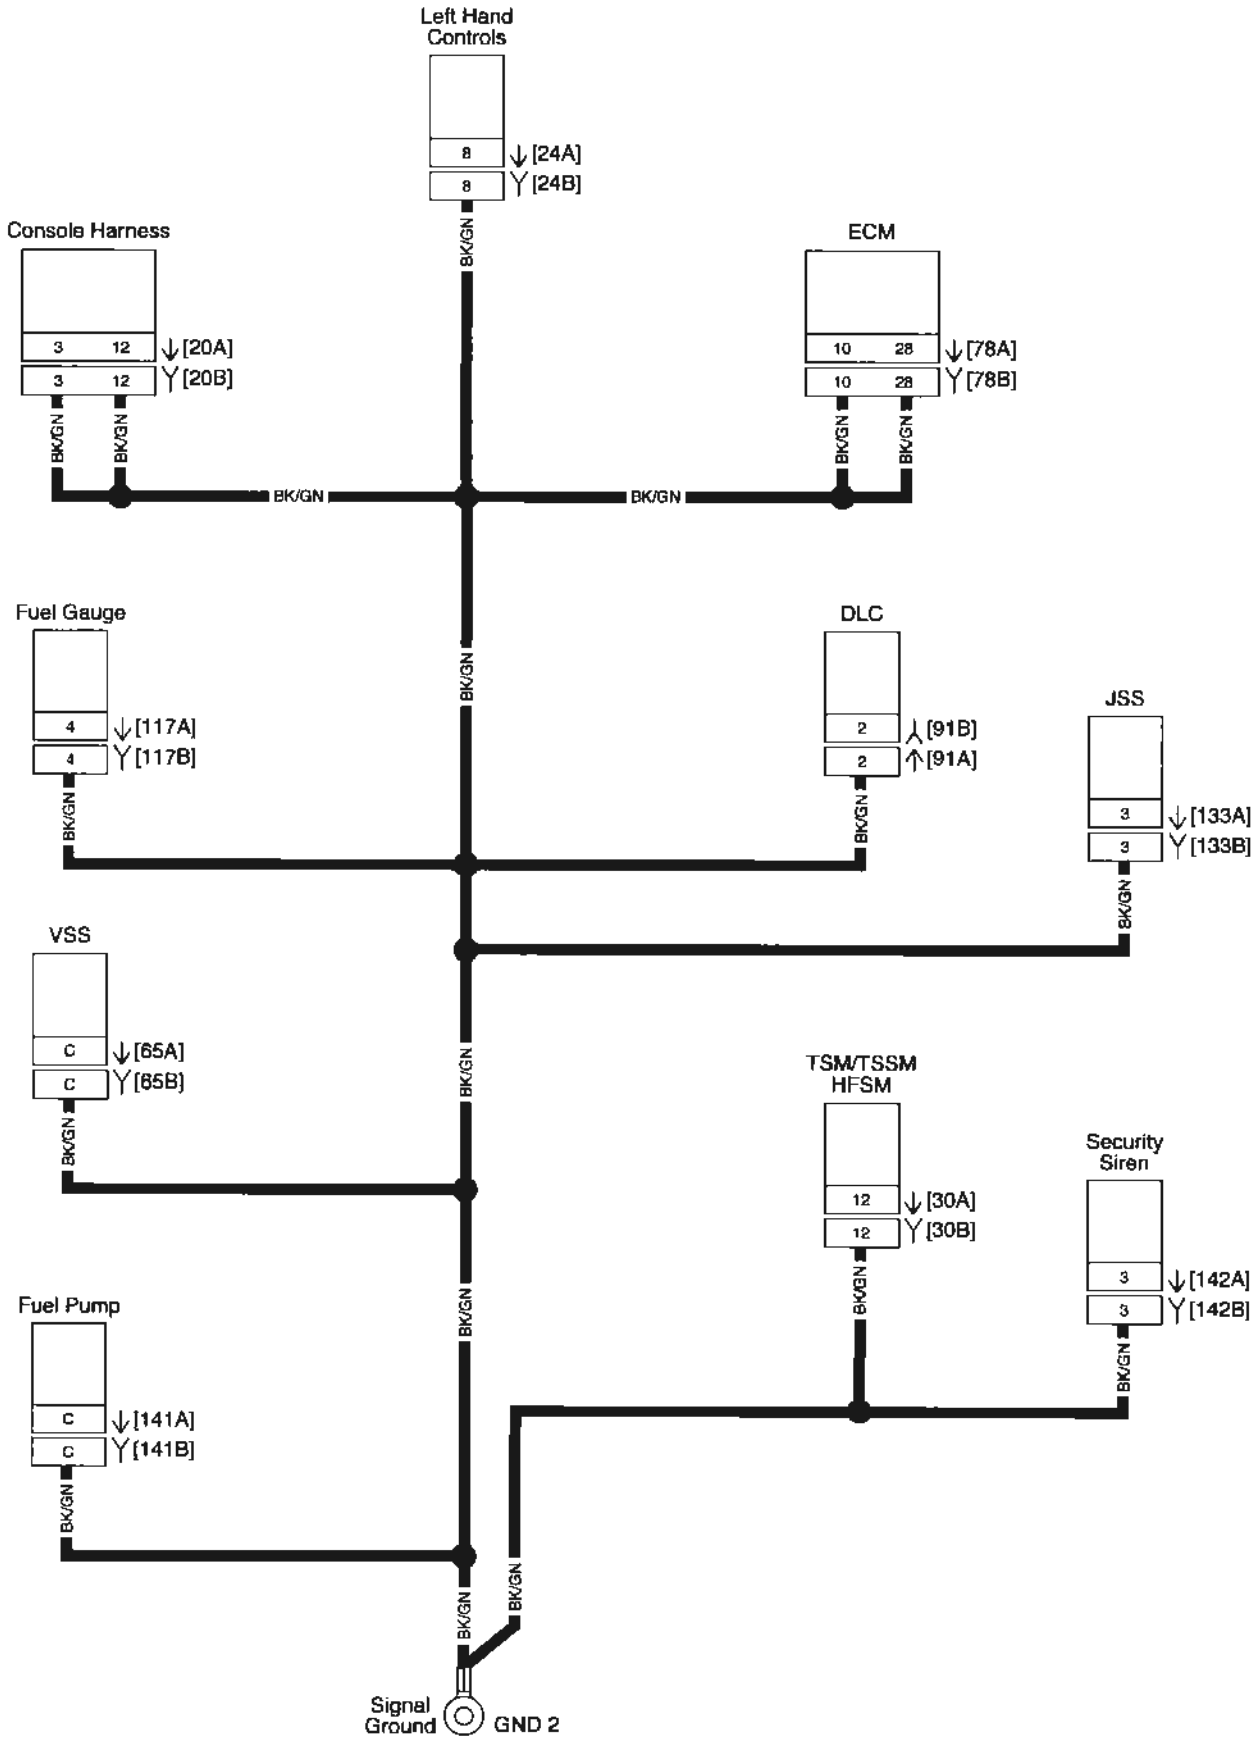 Left Hand
Controls
8 [24A]
8 [24B]
BK/GN
Console Harness
3 12 [20A]
3 12 [20B]
BK/GN BK/GN
ECM
10 28 [78A]
10 28 [78B]
BK/GN BK/GN
BK/GN BK/GN
Fuel Gauge
4 [117A]
4 [117B]
BK/GN
BK/GN
DLC
2 [91B]
2 [91A]
BK/GN
JSS
3 [133A]
3 [133B]
BK/GN
VSS
C [65A]
C [65B]
BK/GN
BK/GN
TSM/TSSM
HFSM
12 [30A]
12 [30B]
BK/GN
Security
Siren
3 [142A]
3 [142B]
BK/GN
Fuel Pump
C [141A]
C [141B]
BK/GN
BK/GN
BK/GN
BK/GN
Signal
Ground
GND 2